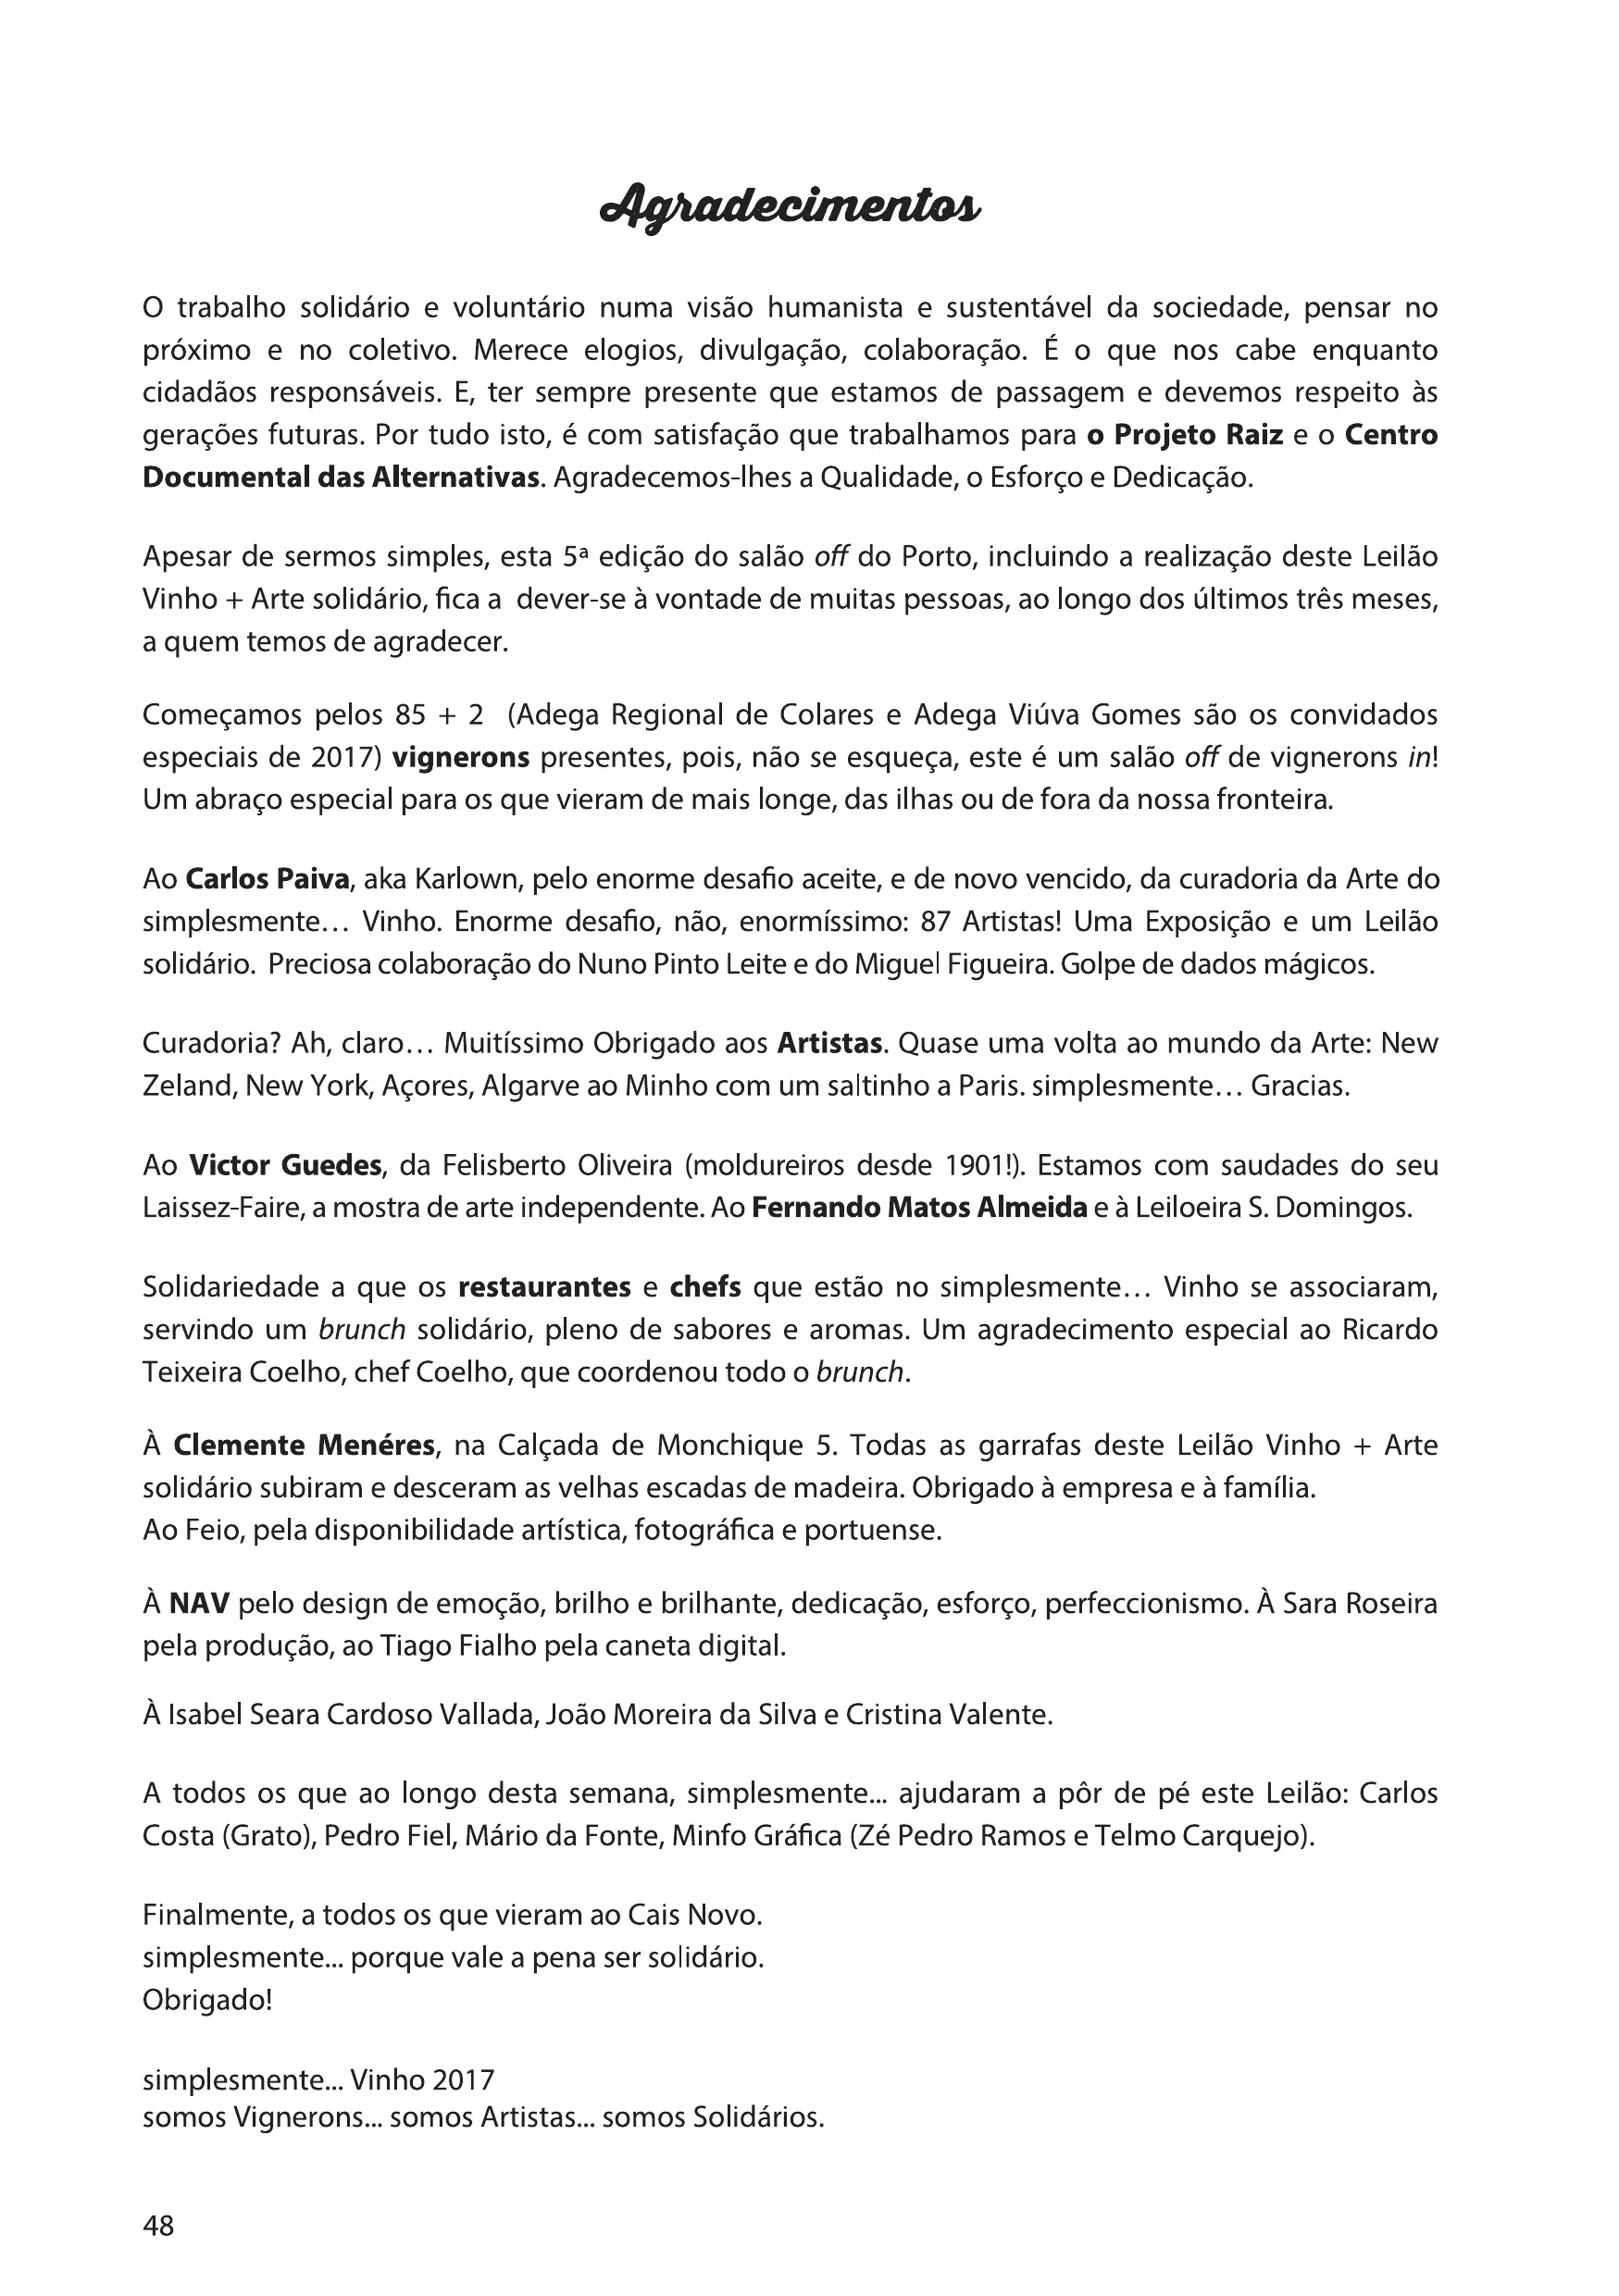 Agradecimentos
O trabalho solidário e voluntário numa visão humanista e sustentável da sociedade, pensar no
próximo e no coletivo. Merece elogios, divulgação, colaboração. É o que nos cabe enquanto
cidadãos responsáveis. E, ter sempre presente que estamos de passagem e devemos respeito às
gerações futuras. Por tudo isto, é com satisfação que trabalhamos para o Projeto Raiz e o Centro
Documental das Alternativas. Agradecemos-lhes a Qualidade, o Esforço e Dedicação.
Apesar de sermos simples, esta 5ª edição do salão off do Porto, incluindo a realização deste Leilão
Vinho + Arte solidário, fica a  dever-se à vontade de muitas pessoas, ao longo dos últimos três meses,
a quem temos de agradecer.
Começamos pelos 85 + 2  (Adega Regional de Colares e Adega Viúva Gomes são os convidados
especiais de 2017) vignerons presentes, pois, não se esqueça, este é um salão off de vignerons in!
Um abraço especial para os que vieram de mais longe, das ilhas ou de fora da nossa fronteira.
Ao Carlos Paiva, aka Karlown, pelo enorme desafio aceite, e de novo vencido, da curadoria da Arte do
simplesmente… Vinho. Enorme desafio, não, enormíssimo: 87 Artistas! Uma Exposição e um Leilão
solidário.  Preciosa colaboração do Nuno Pinto Leite e do Miguel Figueira. Golpe de dados mágicos.
Curadoria? Ah, claro… Muitíssimo Obrigado aos Artistas. Quase uma volta ao mundo da Arte: New
Zeland, New York, Açores, Algarve ao Minho com um saltinho a Paris. simplesmente… Gracias.
Ao Victor Guedes, da Felisberto Oliveira (moldureiros desde 1901!). Estamos com saudades do seu
Laissez-Faire, a mostra de arte independente. Ao Fernando Matos Almeida e à Leiloeira S. Domingos.
Solidariedade a que os restaurantes e chefs que estão no simplesmente… Vinho se associaram,
servindo um brunch solidário, pleno de sabores e aromas. Um agradecimento especial ao Ricardo
Teixeira Coelho, chef Coelho, que coordenou todo o brunch.
À Clemente Menéres, na Calçada de Monchique 5. Todas as garrafas deste Leilão Vinho + Arte
solidário subiram e desceram as velhas escadas de madeira. Obrigado à empresa e à família.
Ao Feio, pela disponibilidade artística, fotográfica e portuense.
À NAV pelo design de emoção, brilho e brilhante, dedicação, esforço, perfeccionismo. À Sara Roseira
pela produção, ao Tiago Fialho pela caneta digital.
À Isabel Seara Cardoso Vallada, João Moreira da Silva e Cristina Valente.
A todos os que ao longo desta semana, simplesmente... ajudaram a pôr de pé este Leilão: Carlos
Costa (Grato), Pedro Fiel, Mário da Fonte, Minfo Gráfica (Zé Pedro Ramos e Telmo Carquejo).
Finalmente, a todos os que vieram ao Cais Novo.
simplesmente... porque vale a pena ser solidário.
Obrigado!
simplesmente... Vinho 2017
somos Vignerons... somos Artistas... somos Solidários.
48